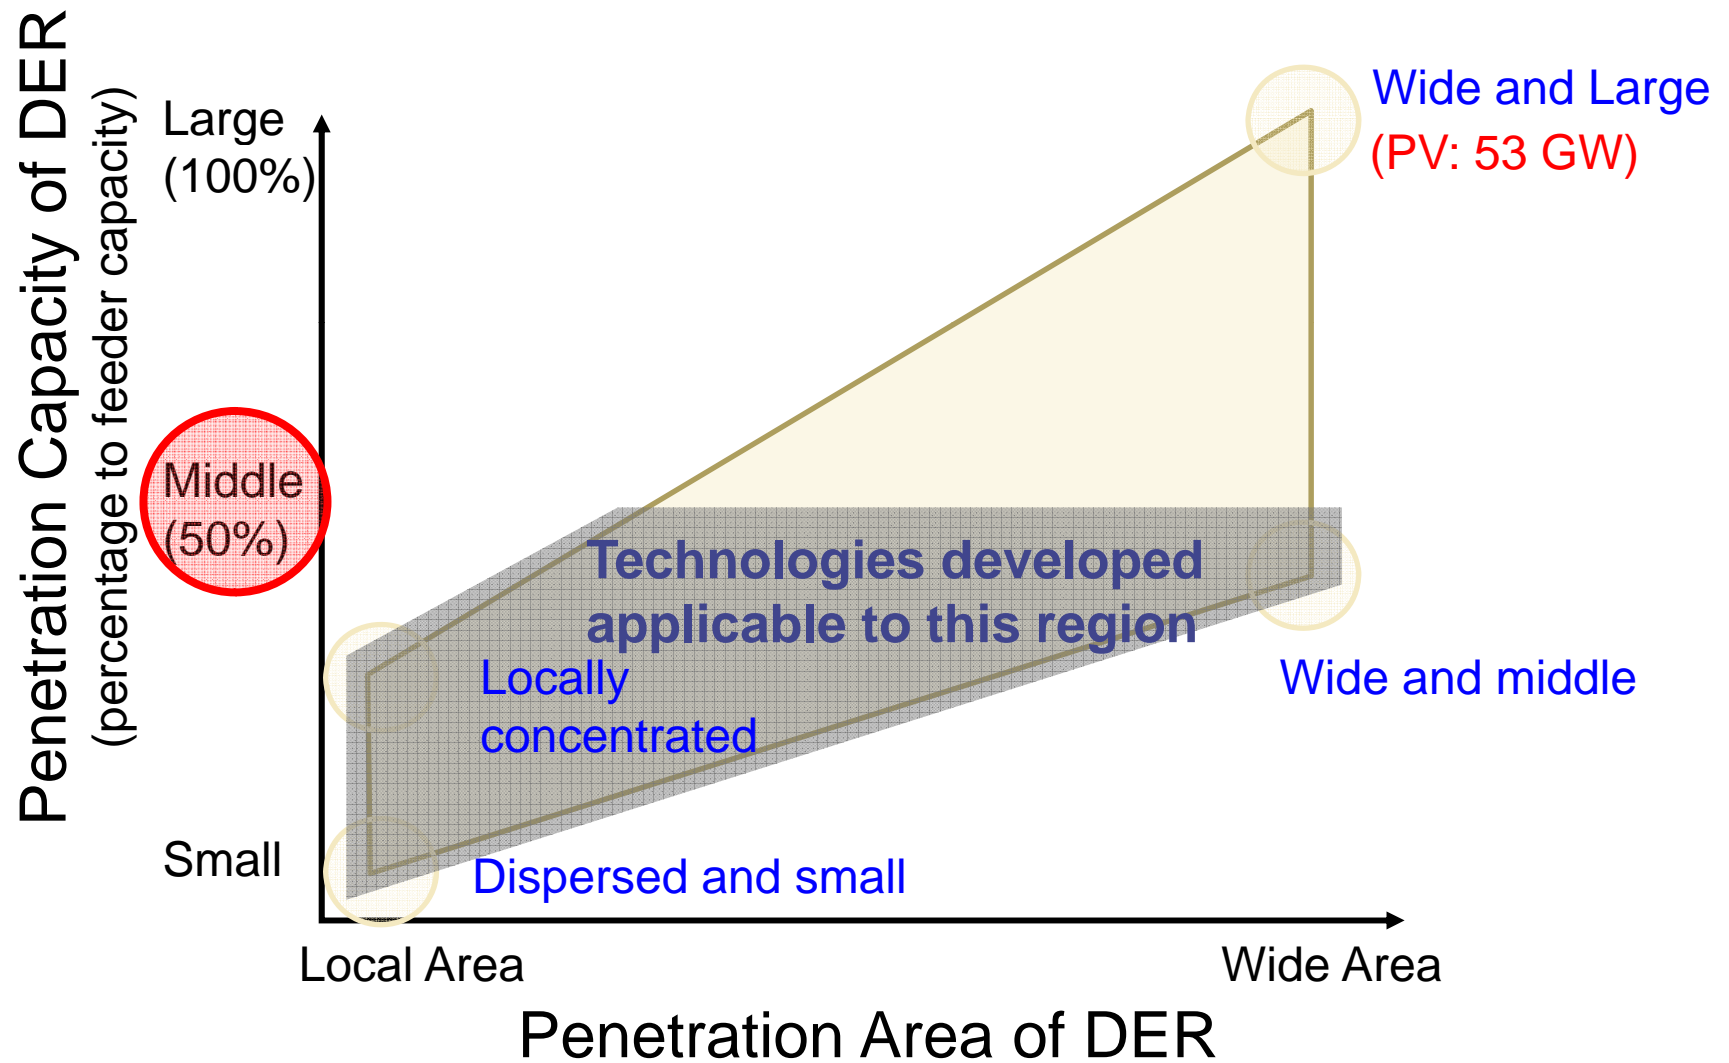 Penetration Capacity of DER
(percentage to feeder capacity)
Large
(100%)
Wide and Large
(PV: 53 GW)
Middle
(50%)
Technologies developed
applicable to this region
Locally
concentrated
Wide and middle
Small
Dispersed and small
Local Area
Wide Area
Penetration Area of DER